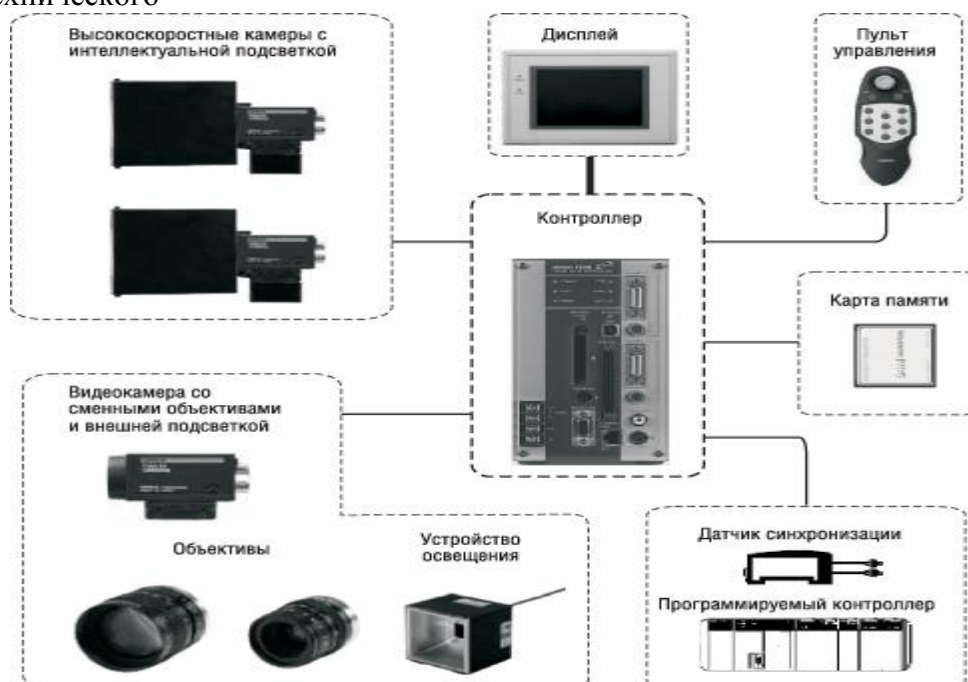 ехнического
Высокоскоростные камеры с
интеллектуальной подсветкой
Дисплей
Пульт
управления
Контроллер
Карта памяти
Видеокамера со
сменными объективами
и внешней подсветкой
Объективы
Устройство
освещения
Датчик синхронизации
Программируемый контроллер